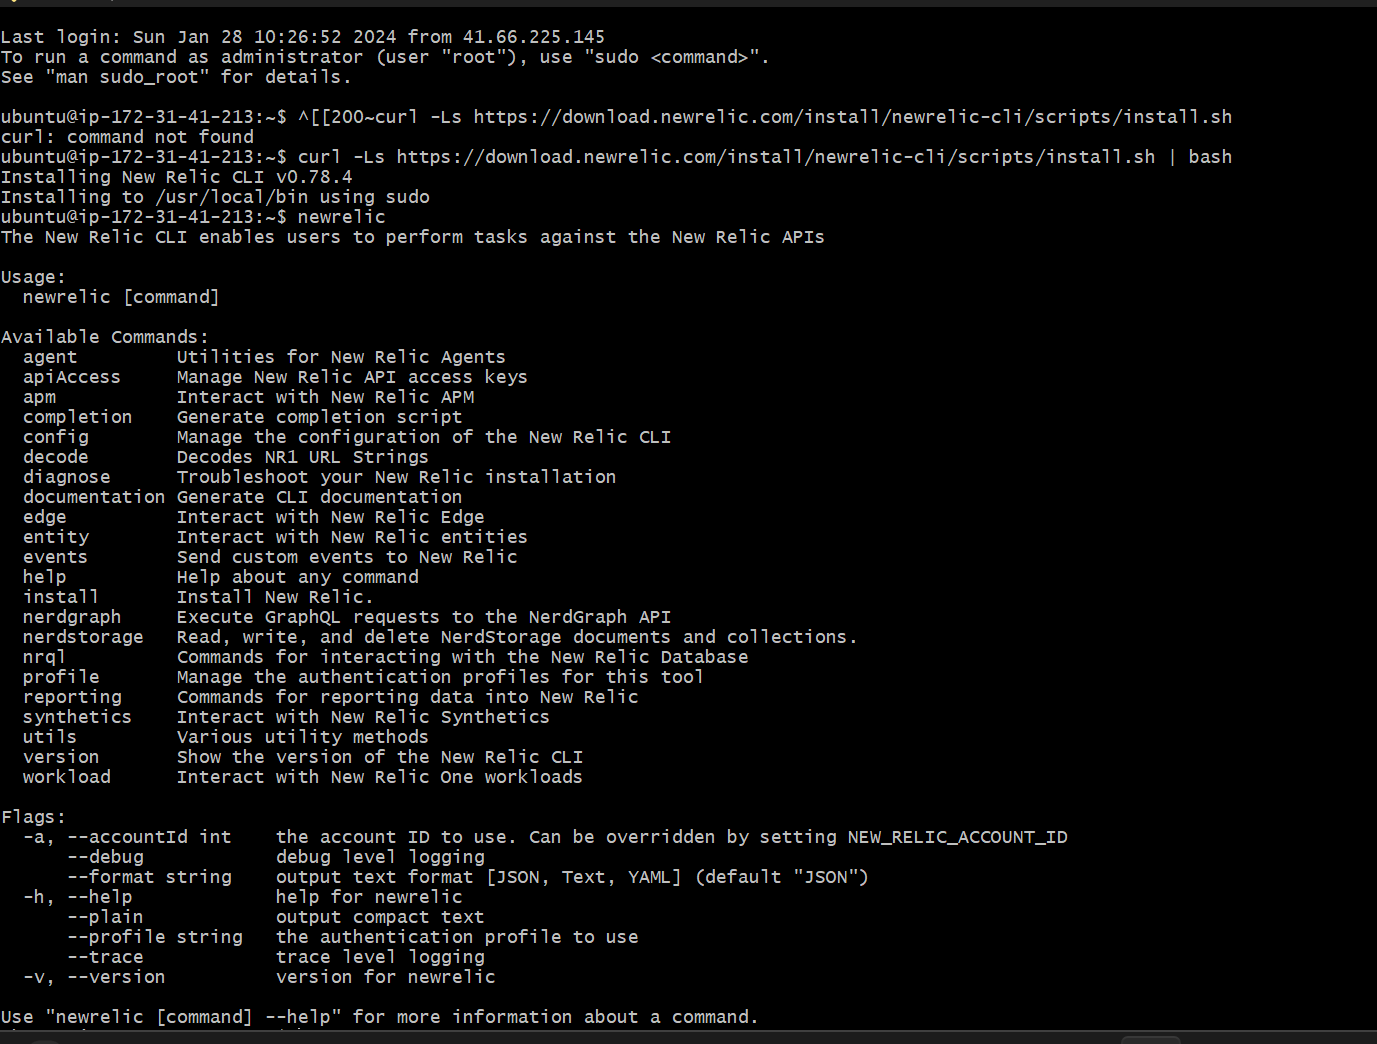 Last login: Sun Jan 28 10:26:52 2024 from 41.66.225.145
To run a command as administrator (user "root"), use "sudo <command>".
See "man sudo_root" for details.
ubuntu@ip-172-31-41-213:~$ ^[[200~curl -Ls https://download.newrelic.com/install/newrelic-cli/scripts/install.sh
curl: command not found
ubuntu@ip-172-31-41-213:~$ curl -Ls https://download.newrelic.com/install/newrelic-cli/scripts/install.sh | bash
Installing New Relic CLI v0.78.4
Installing to /usr/local/bin using sudo
ubuntu@ip-172-31-41-213:~$ newrelic
The New Relic CLI enables users to perform tasks against the New Relic APIs
Usage:
  newrelic [command]
Available Commands:
  agent         Utilities for New Relic Agents
  apiAccess     Manage New Relic API access keys
  apm           Interact with New Relic APM
  completion    Generate completion script
  config        Manage the configuration of the New Relic CLI
  decode        Decodes NR1 URL Strings
  diagnose      Troubleshoot your New Relic installation
  documentation Generate CLI documentation
  edge          Interact with New Relic Edge
  entity        Interact with New Relic entities
  events        Send custom events to New Relic
  help          Help about any command
  install       Install New Relic.
  nerdgraph     Execute GraphQL requests to the NerdGraph API
  nerdstorage   Read, write, and delete NerdStorage documents and collections.
  nrql          Commands for interacting with the New Relic Database
  profile       Manage the authentication profiles for this tool
  reporting     Commands for reporting data into New Relic
  synthetics    Interact with New Relic Synthetics
  utils         Various utility methods
  version       Show the version of the New Relic CLI
  workload      Interact with New Relic One workloads
Flags:
  -a, --accountId int    the account ID to use. Can be overridden by setting NEW_RELIC_ACCOUNT_ID
      --debug            debug level logging
      --format string    output text format [JSON, Text, YAML] (default "JSON")
  -h, --help             help for newrelic
      --plain            output compact text
      --profile string   the authentication profile to use
      --trace            trace level logging
  -v, --version          version for newrelic
Use "newrelic [command] --help" for more information about a command.